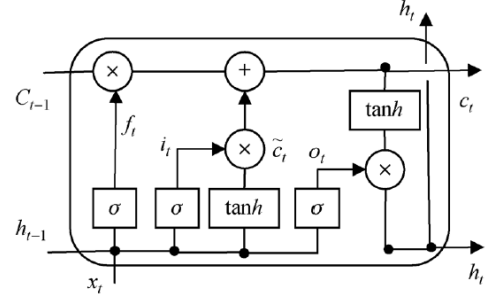 h_t
× +
C_{t-1} c_t
tanh
f_t i_t × c̃_t o_t ×
σ σ tanh σ
h_{t-1}
x_t h_t